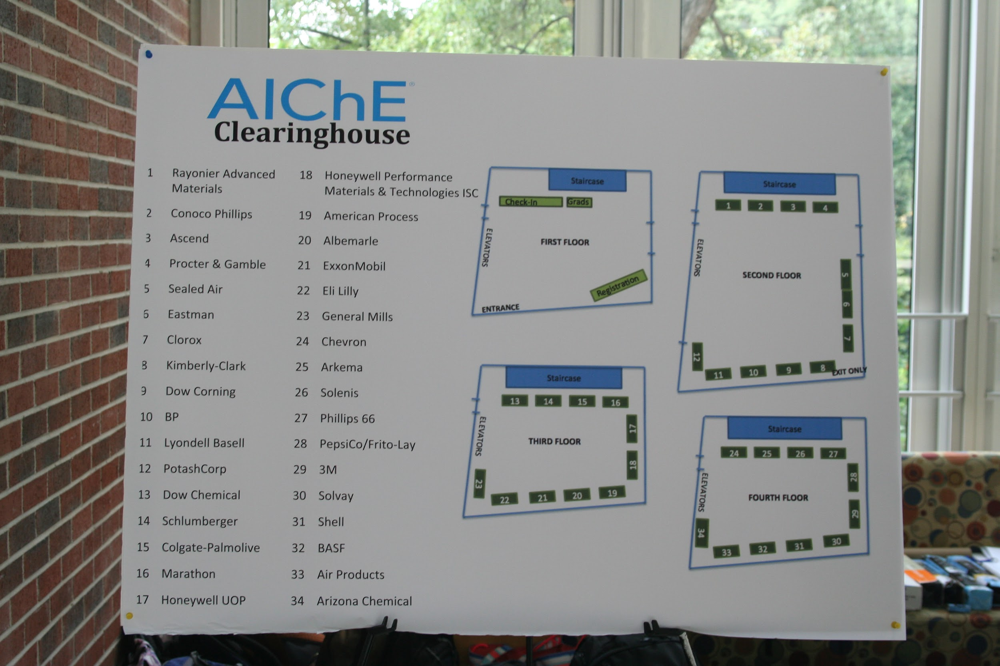 AIChE®
Clearinghouse
1 Rayonier Advanced
Materials
2 Conoco Phillips
3 Ascend
4 Procter & Gamble
5 Sealed Air
6 Eastman
7 Clorox
8 Kimberly-Clark
9 Dow Corning
10 BP
11 Lyondell Basell
12 PotashCorp
13 Dow Chemical
14 Schlumberger
15 Colgate-Palmolive
16 Marathon
17 Honeywell UOP
18 Honeywell Performance
Materials & Technologies ISC
19 American Process
20 Albemarle
21 ExxonMobil
22 Eli Lilly
23 General Mills
24 Chevron
25 Arkema
26 Solenis
27 Phillips 66
28 PepsiCo/Frito-Lay
29 3M
30 Solvay
31 Shell
32 BASF
33 Air Products
34 Arizona Chemical
Staircase
Check-In Grads
ELEVATORS
FIRST FLOOR
Registration
ENTRANCE
Staircase
1 2 3 4
ELEVATORS
SECOND FLOOR
5
6
7
12
11 10 9 8
EXIT ONLY
Staircase
13 14 15 16
ELEVATORS
THIRD FLOOR
17
18
23
22 21 20 19
Staircase
24 25 26 27
ELEVATORS
FOURTH FLOOR
28
29
34
33 32 31 30